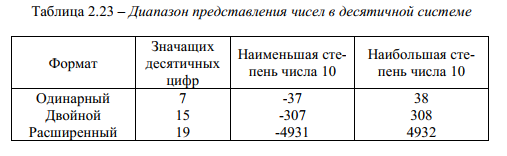 Таблица 2.23 – Диапазон представления чисел в десятичной системе
Формат
Значащих
десятичных
цифр
Наименьшая сте-
пень числа 10
Наибольшая сте-
пень числа 10
Одинарный 7 -37 38
Двойной 15 -307 308
Расширенный 19 -4931 4932